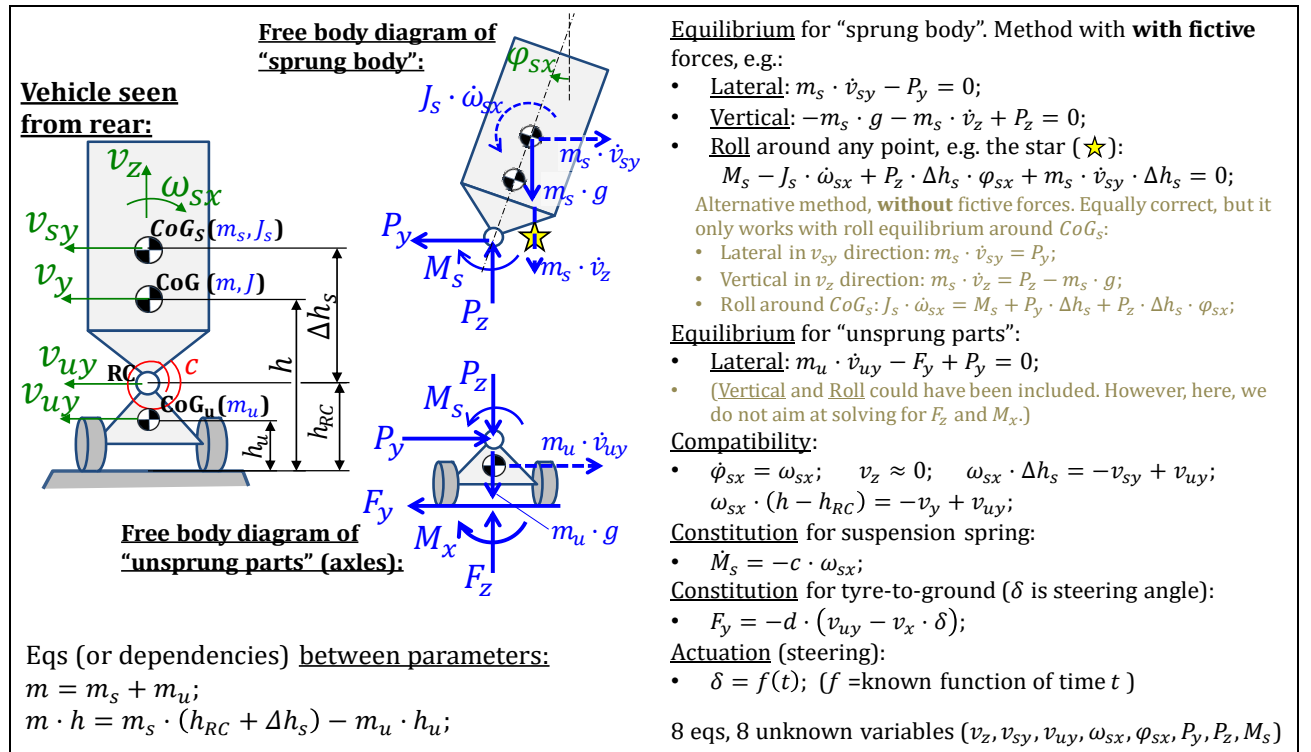 Free body diagram of
“sprung body”:
φ_sx
Vehicle seen
from rear:
J_s · ω̇_sx
v_z
ω_sx
m_s · v̇_sy
m_s · g
v_sy
CoG_S (m_s, J_s)
P_y
v_y
CoG (m, J)
M_s
m_s · v̇_z
Δh_s
P_z
h
v_uy
RC
c
v_uy
CoG_u (m_u)
h_u
h_RC
P_z
M_s
P_y
m_u · v̇_uy
F_y
M_x
m_u · g
F_z
Free body diagram of
“unsprung parts” (axles):
Eqs (or dependencies) between parameters:
m = m_s + m_u;
m · h = m_s · (h_RC + Δh_s) − m_u · h_u;
Equilibrium for “sprung body”. Method with with fictive
forces, e.g.:
• Lateral: m_s · v̇_sy − P_y = 0;
• Vertical: −m_s · g − m_s · v̇_z + P_z = 0;
• Roll around any point, e.g. the star (★):
M_s − J_s · ω̇_sx + P_z · Δh_s · φ_sx + m_s · v̇_sy · Δh_s = 0;
Alternative method, without fictive forces. Equally correct, but it
only works with roll equilibrium around CoG_s:
• Lateral in v_sy direction: m_s · v̇_sy = P_y;
• Vertical in v_z direction: m_s · v̇_z = P_z − m_s · g;
• Roll around CoG_s: J_s · ω̇_sx = M_s + P_y · Δh_s + P_z · Δh_s · φ_sx;
Equilibrium for “unsprung parts”:
• Lateral: m_u · v̇_uy − F_y + P_y = 0;
• (Vertical and Roll could have been included. However, here, we
do not aim at solving for F_z and M_x.)
Compatibility:
• φ̇_sx = ω_sx; v_z ≈ 0; ω_sx · Δh_s = −v_sy + v_uy;
ω_sx · (h − h_RC) = −v_y + v_uy;
Constitution for suspension spring:
• Ṁ_s = −c · ω_sx;
Constitution for tyre-to-ground (δ is steering angle):
• F_y = −d · (v_uy − v_x · δ);
Actuation (steering):
• δ = f(t); (f =known function of time t )
8 eqs, 8 unknown variables (v_z, v_sy, v_uy, ω_sx, φ_sx, P_y, P_z, M_s)